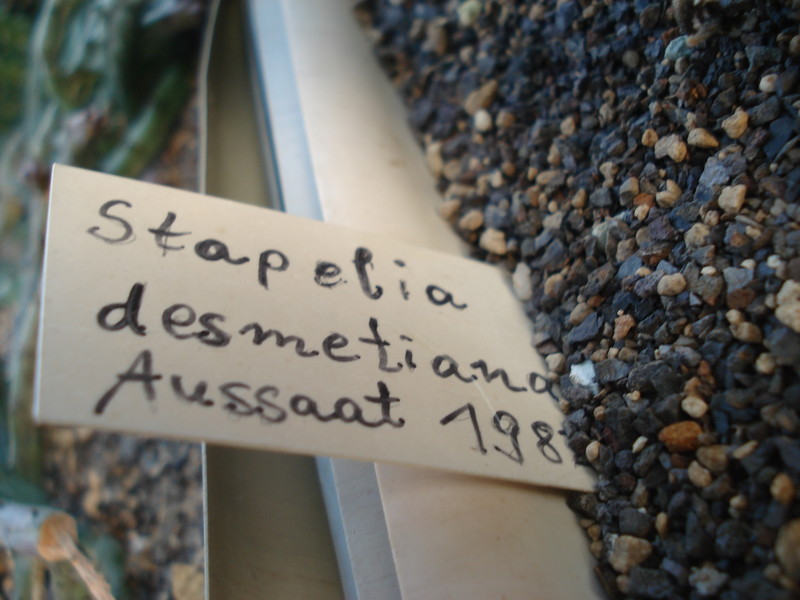 Stapelia
desmetiana
Aussaat 198